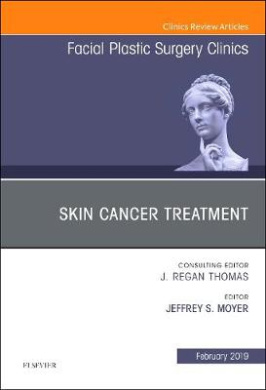 Clinics Review Articles
Facial Plastic Surgery Clinics
SKIN CANCER TREATMENT
CONSULTING EDITOR
J. REGAN THOMAS
EDITOR
JEFFREY S. MOYER
ELSEVIER
February 2019